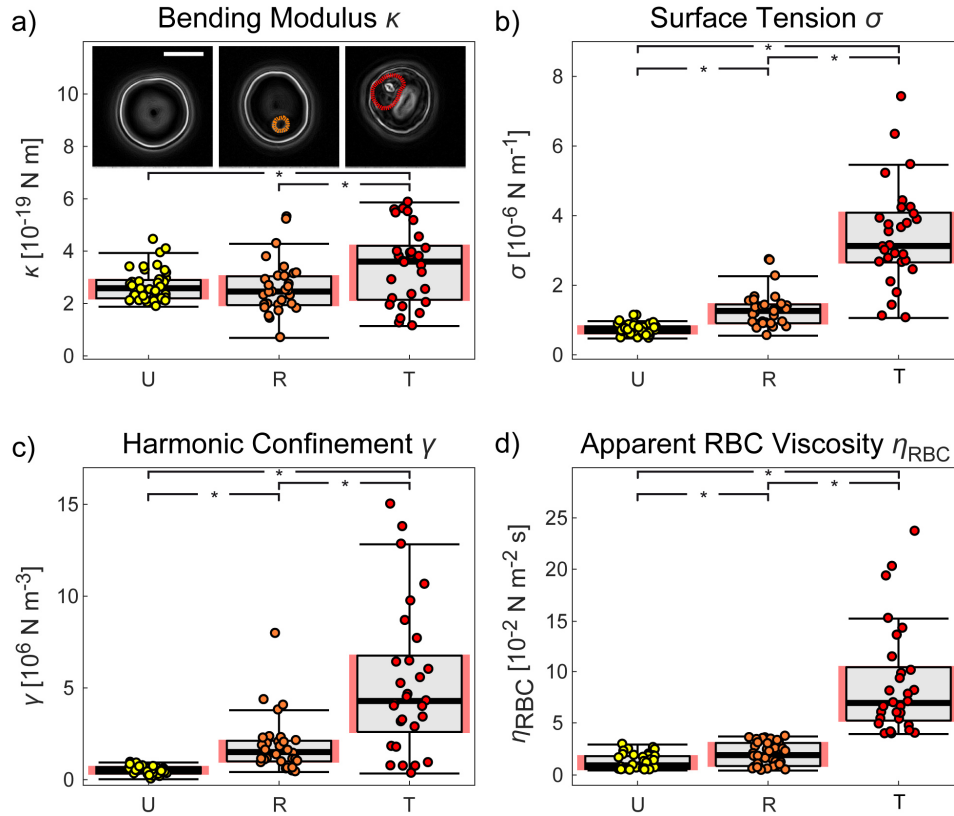 a) Bending Modulus κ
κ [10⁻¹⁹ N m]
10
8
6
4
2
0
* 
*
U R T
b) Surface Tension σ
σ [10⁻⁶ N m⁻¹]
8
6
4
2
0
*
* *
U R T
c) Harmonic Confinement γ
γ [10⁶ N m⁻³]
15
10
5
0
*
* *
U R T
d) Apparent RBC Viscosity η_RBC
η_RBC [10⁻² N m⁻² s]
25
20
15
10
5
0
*
* *
U R T